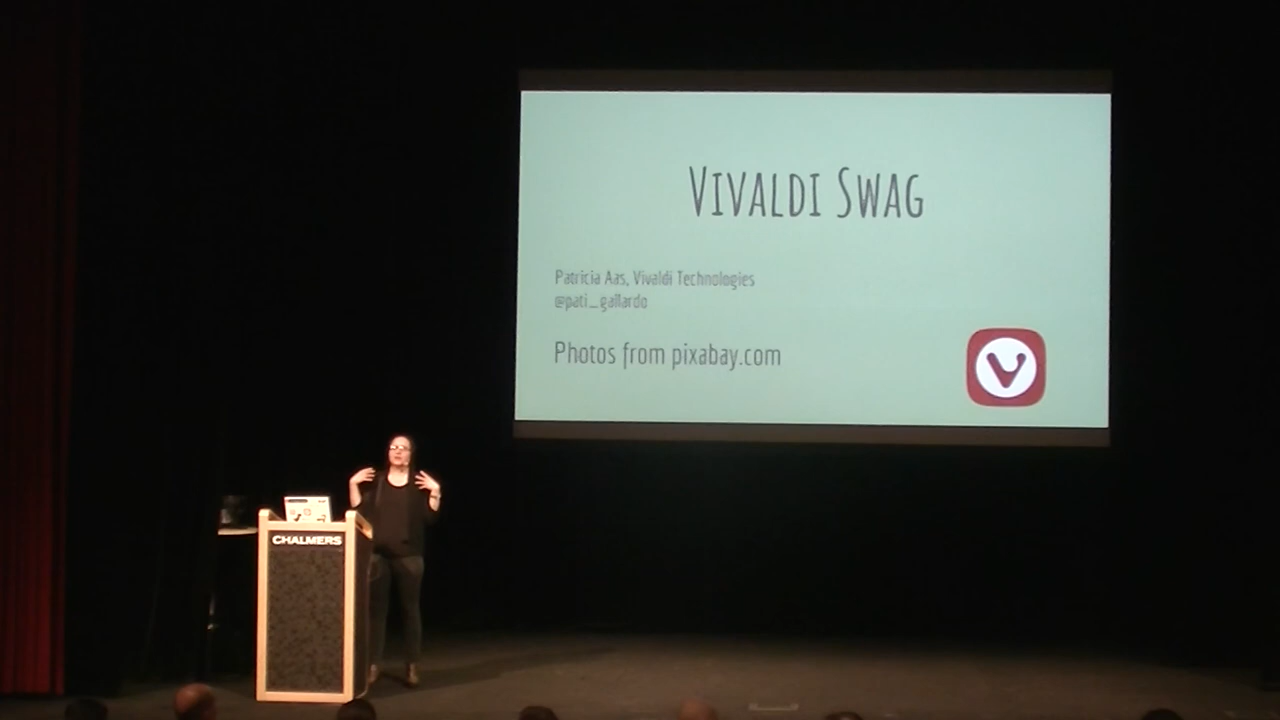 VIVALDI SWAG
Patricia Aas, Vivaldi Technologies
@pati_gallardo
Photos from pixabay.com
CHALMERS